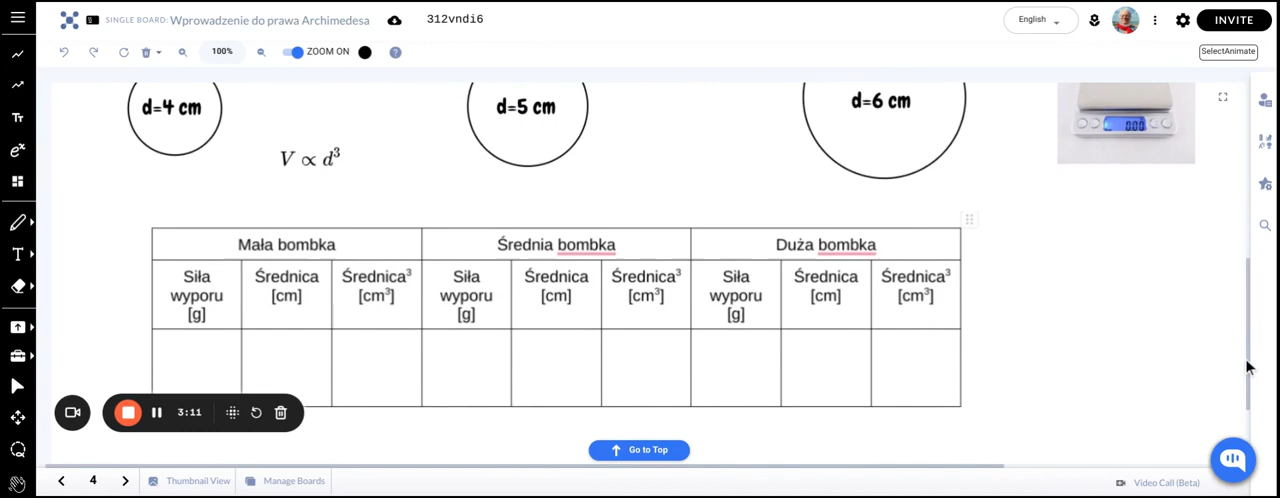 SINGLE BOARD: Wprowadzenie do prawa Archimedesa
312vndi6
English
INVITE
100%
ZOOM ON
SelectAnimate
d=4 cm
d=5 cm
d=6 cm
0.00
V ∝ d³
Mała bombka
Średnia bombka
Duża bombka
Siła wyporu [g]
Średnica [cm]
Średnica³ [cm³]
Siła wyporu [g]
Średnica [cm]
Średnica³ [cm³]
Siła wyporu [g]
Średnica [cm]
Średnica³ [cm³]
3:11
Go to Top
4
Thumbnail View
Manage Boards
Video Call (Beta)